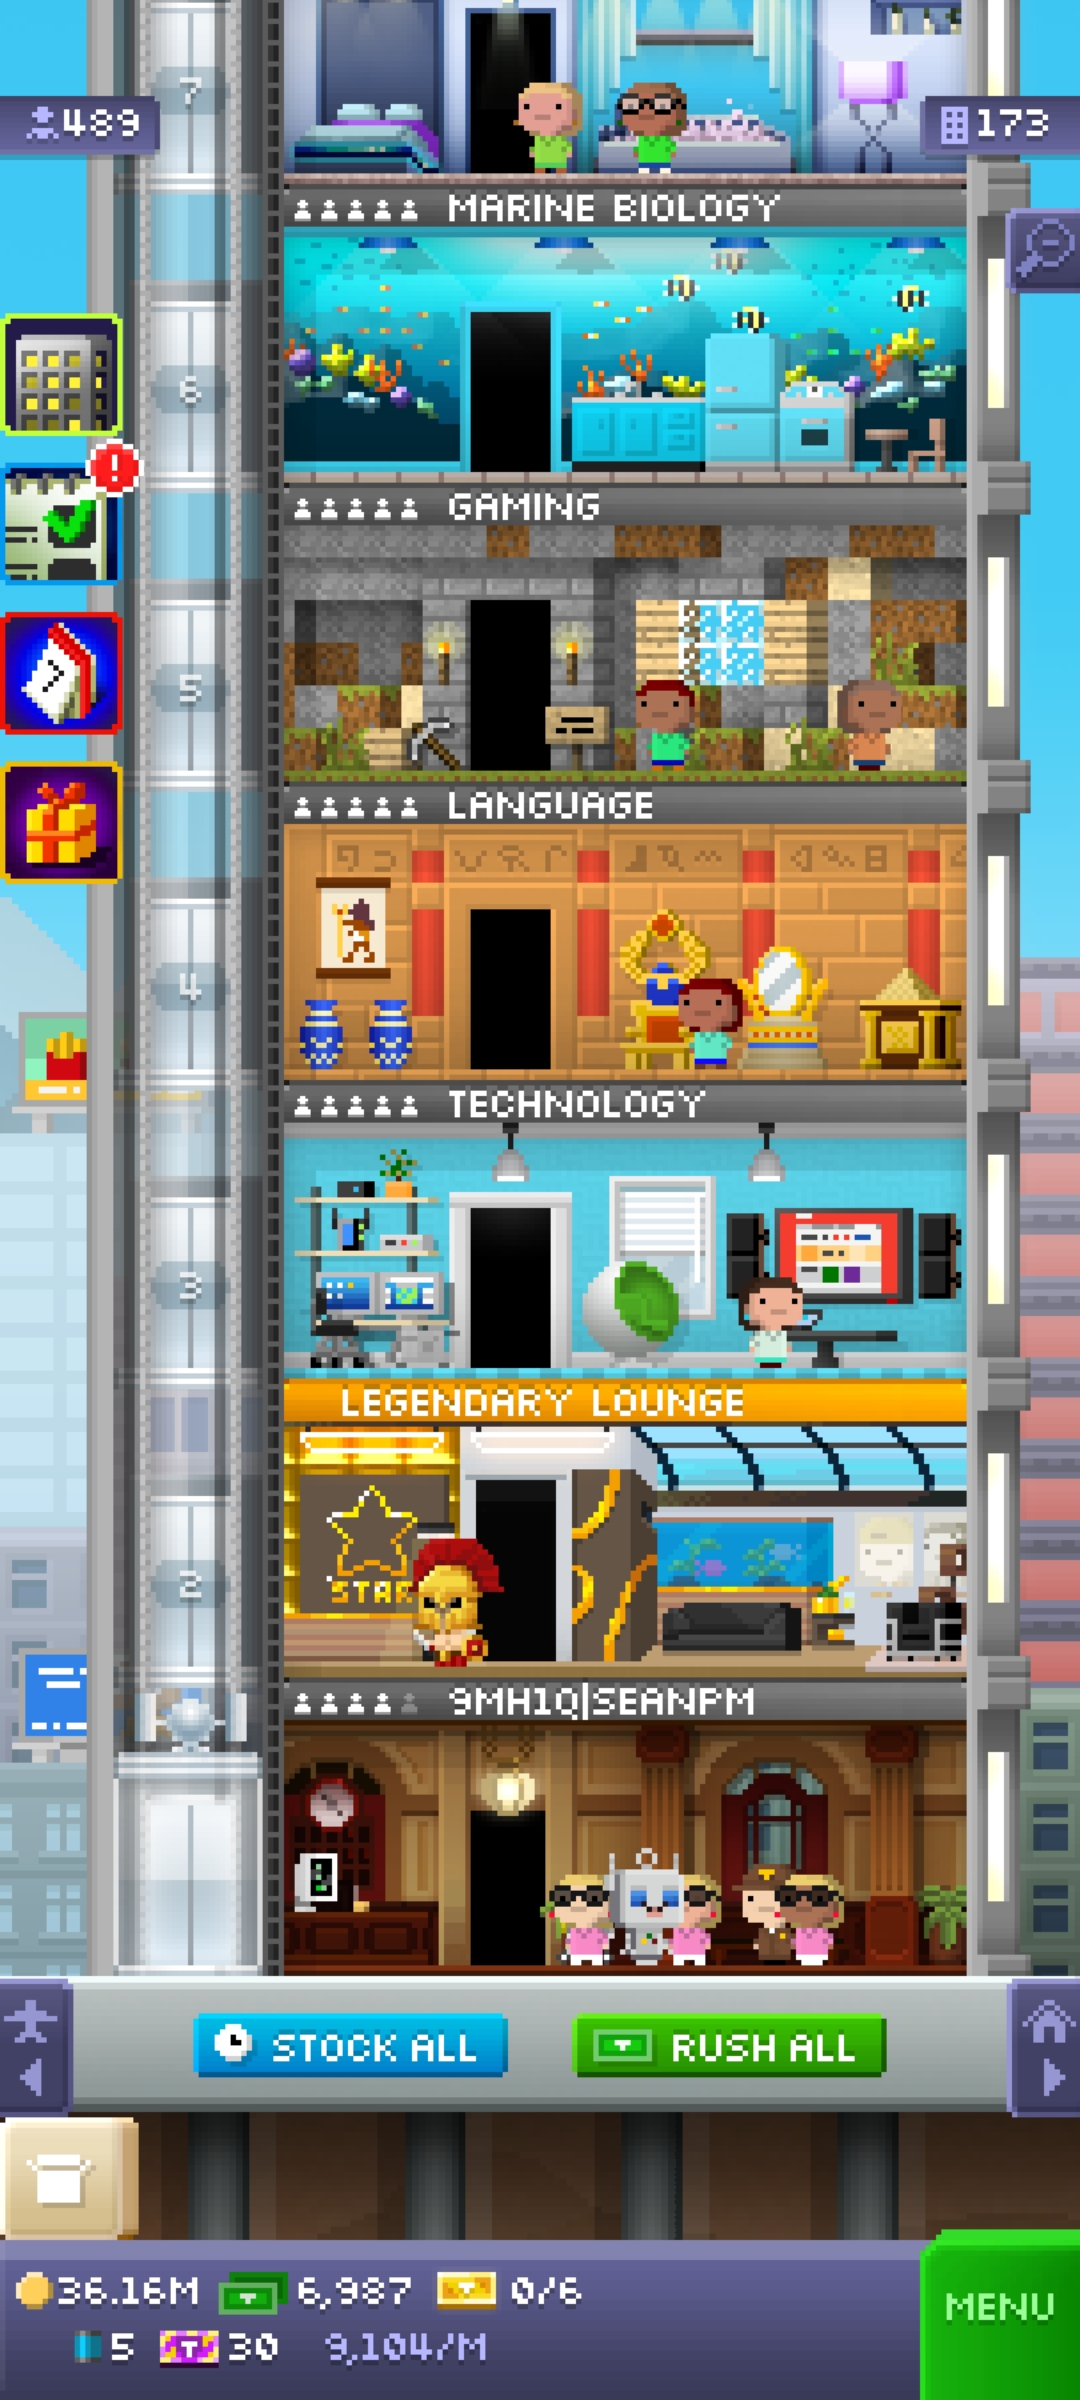 7
489
173
MARINE BIOLOGY
6
GAMING
5
LANGUAGE
4
TECHNOLOGY
3
LEGENDARY LOUNGE
STAR
2
9MH1Q|SEANPM
STOCK ALL
RUSH ALL
36.16M
6,987
0/6
MENU
5
T
30
9,104/M